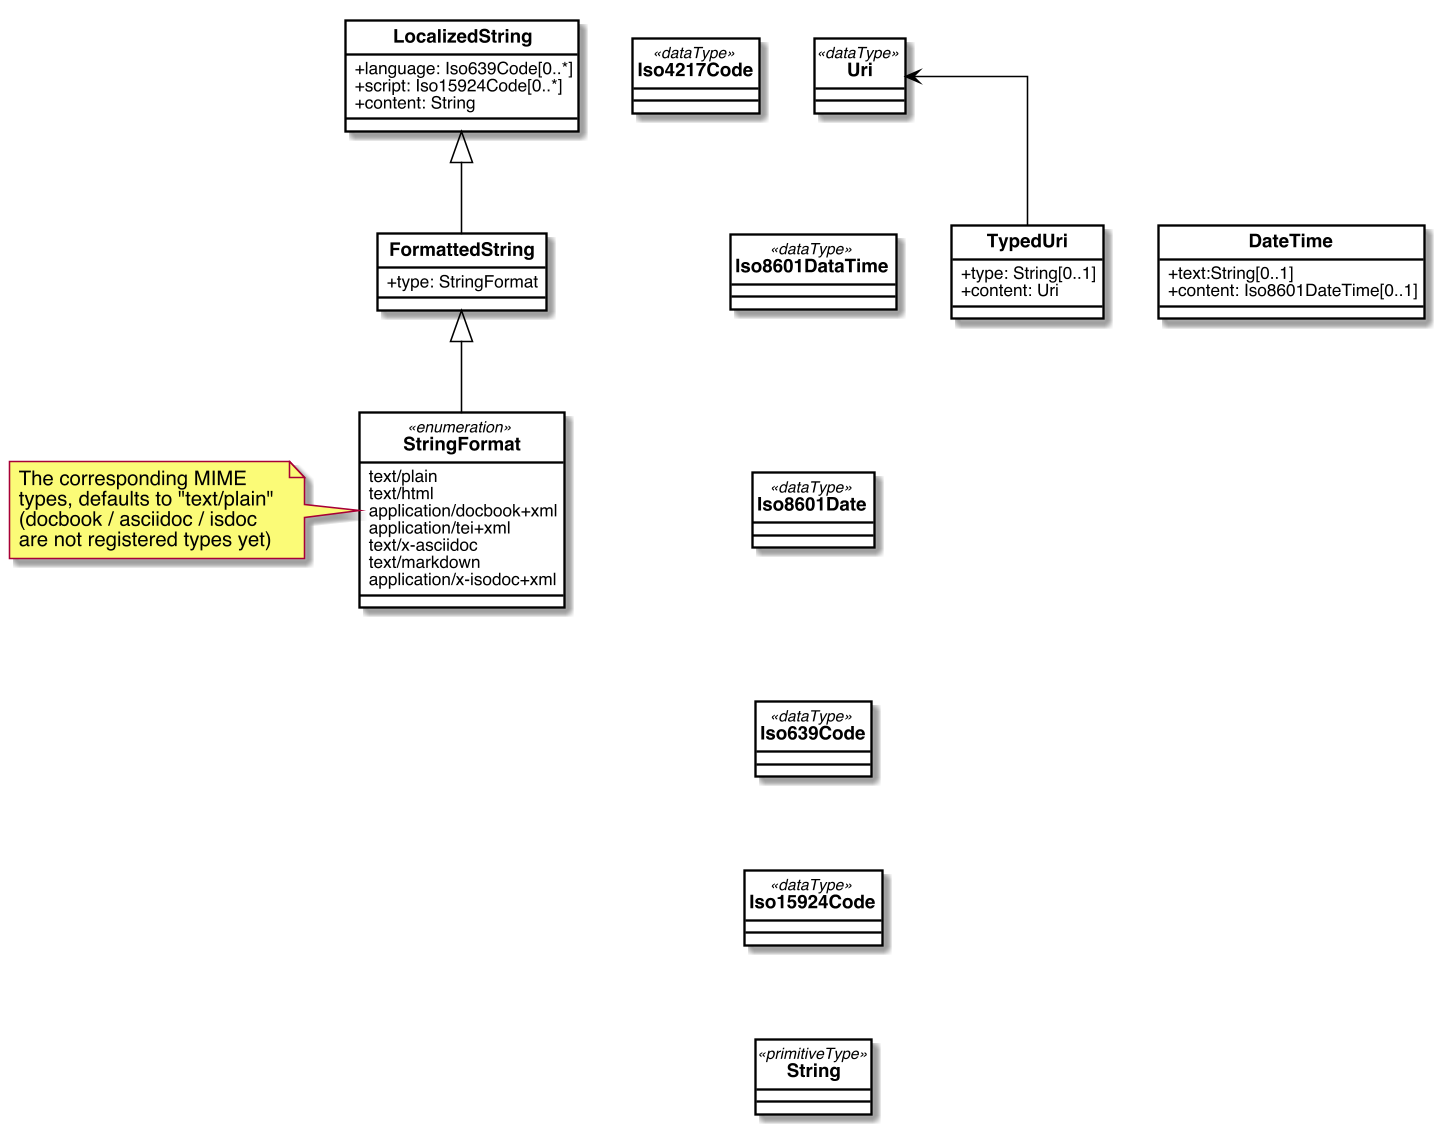 LocalizedString
+language: Iso639Code[0..*]
+script: Iso15924Code[0..*]
+content: String
«dataType»
Iso4217Code
«dataType»
Uri
FormattedString
+type: StringFormat
«dataType»
Iso8601DataTime
TypedUri
+type: String[0..1]
+content: Uri
DateTime
+text:String[0..1]
+content: Iso8601DateTime[0..1]
The corresponding MIME
types, defaults to "text/plain"
(docbook / asciidoc / isdoc
are not registered types yet)
«enumeration»
StringFormat
text/plain
text/html
application/docbook+xml
application/tei+xml
text/x-asciidoc
text/markdown
application/x-isodoc+xml
«dataType»
Iso8601Date
«dataType»
Iso639Code
«dataType»
Iso15924Code
«primitiveType»
String